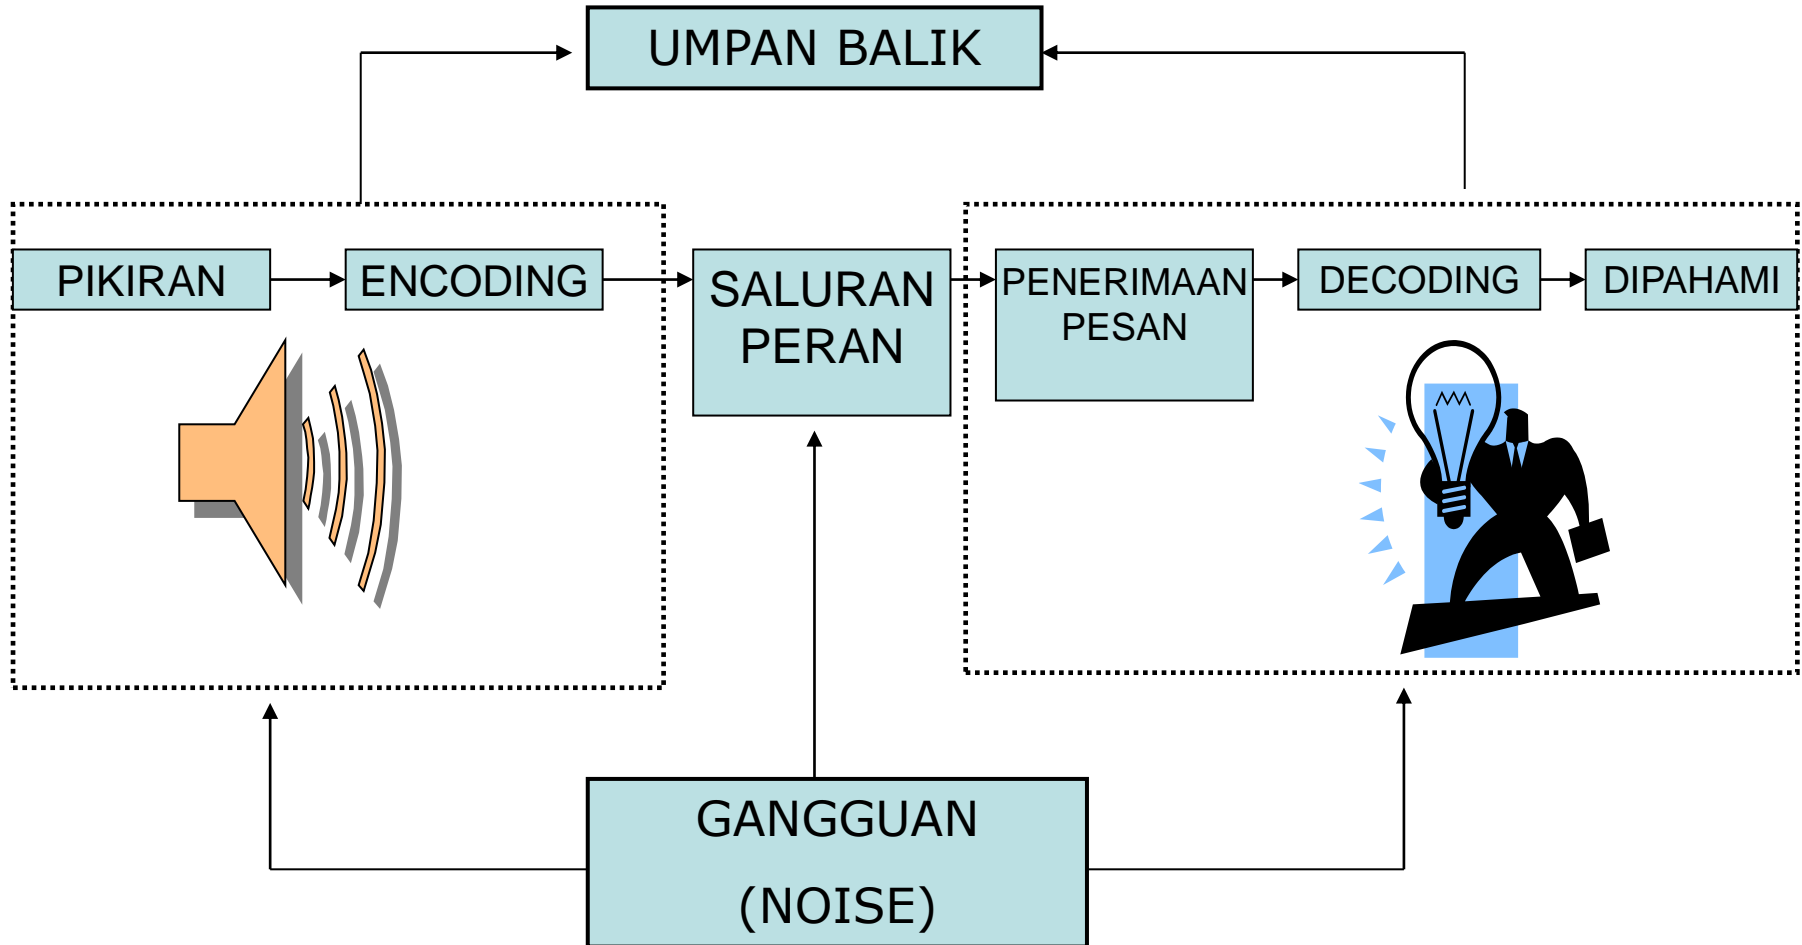 UMPAN BALIK
PIKIRAN
ENCODING
SALURAN
PERAN
PENERIMAAN
PESAN
DECODING
DIPAHAMI
GANGGUAN
(NOISE)